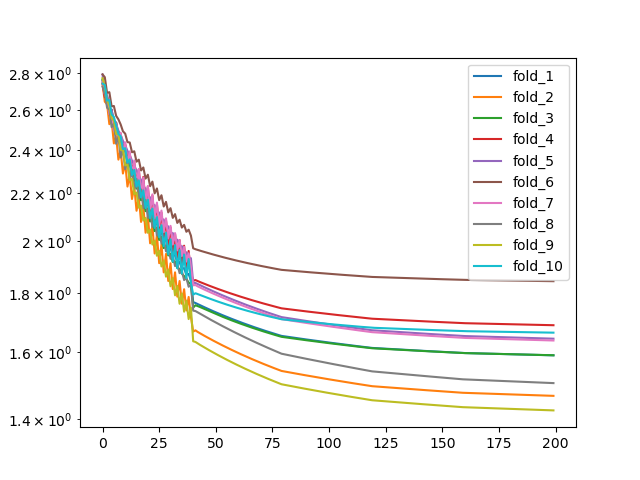 2.8 × 10⁰
2.6 × 10⁰
2.4 × 10⁰
2.2 × 10⁰
2 × 10⁰
1.8 × 10⁰
1.6 × 10⁰
1.4 × 10⁰
fold_1
fold_2
fold_3
fold_4
fold_5
fold_6
fold_7
fold_8
fold_9
fold_10
0 25 50 75 100 125 150 175 200